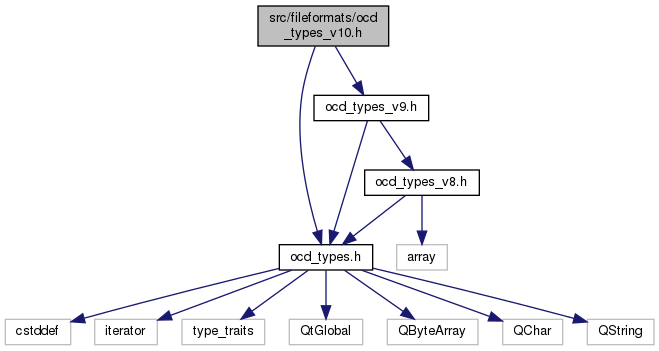 src/fileformats/ocd
_types_v10.h
ocd_types_v9.h
ocd_types_v8.h
ocd_types.h
array
cstddef
iterator
type_traits
QtGlobal
QByteArray
QChar
QString